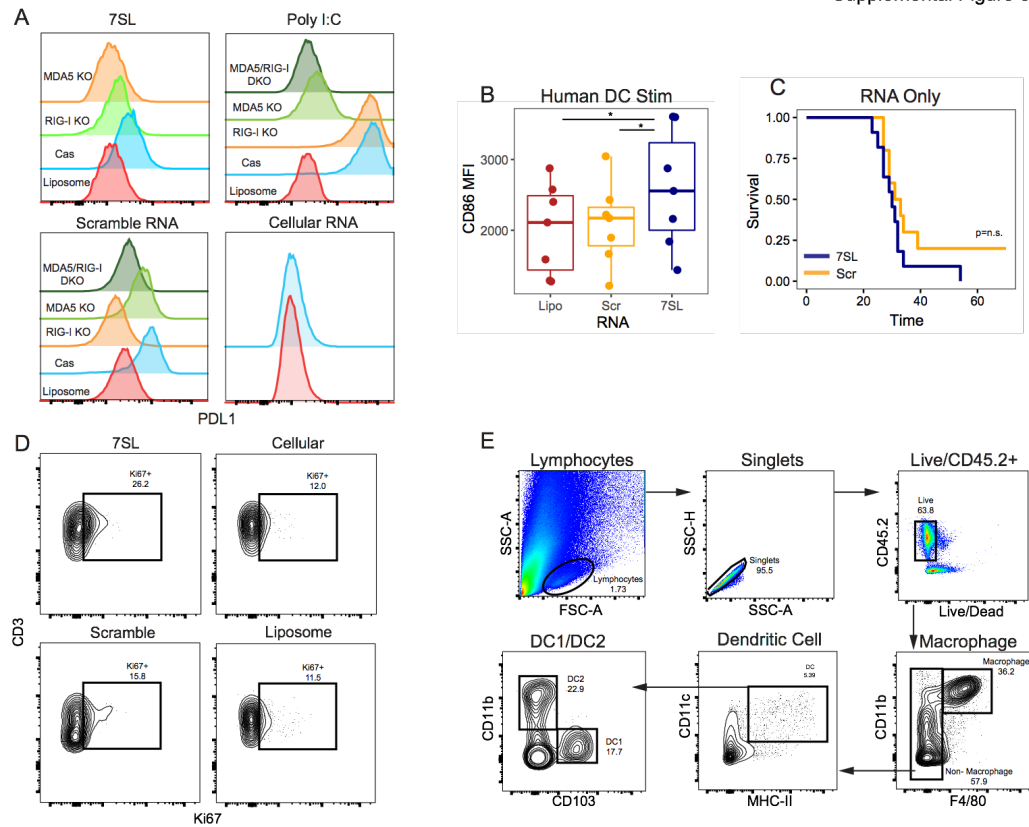 A
7SL
MDA5 KO
RIG-I KO
Cas
Liposome
Poly I:C
MDA5/RIG-I
DKO
MDA5 KO
RIG-I KO
Cas
Liposome
Scramble RNA
MDA5/RIG-I
DKO
MDA5 KO
RIG-I KO
Cas
Liposome
Cellular RNA
PDL1
B
Human DC Stim
*
*
CD86 MFI
3000
2000
Lipo
Scr
7SL
RNA
C
RNA Only
Survival
1.00
0.75
0.50
0.25
0.00
p=n.s.
7SL
Scr
0
20
40
60
Time
D
7SL
Ki67+
26.2
Cellular
Ki67+
12.0
Scramble
Ki67+
15.8
Liposome
Ki67+
11.5
CD3
Ki67
E
Lymphocytes
SSC-A
Lymphocytes
1.73
FSC-A
Singlets
SSC-H
Singlets
95.5
SSC-A
Live/CD45.2+
CD45.2
Live
63.8
Live/Dead
DC1/DC2
CD11b
DC2
22.9
DC1
17.7
CD103
Dendritic Cell
CD11c
DC
5.39
MHC-II
Macrophage
CD11b
Macrophage
36.2
Non- Macrophage
57.9
F4/80